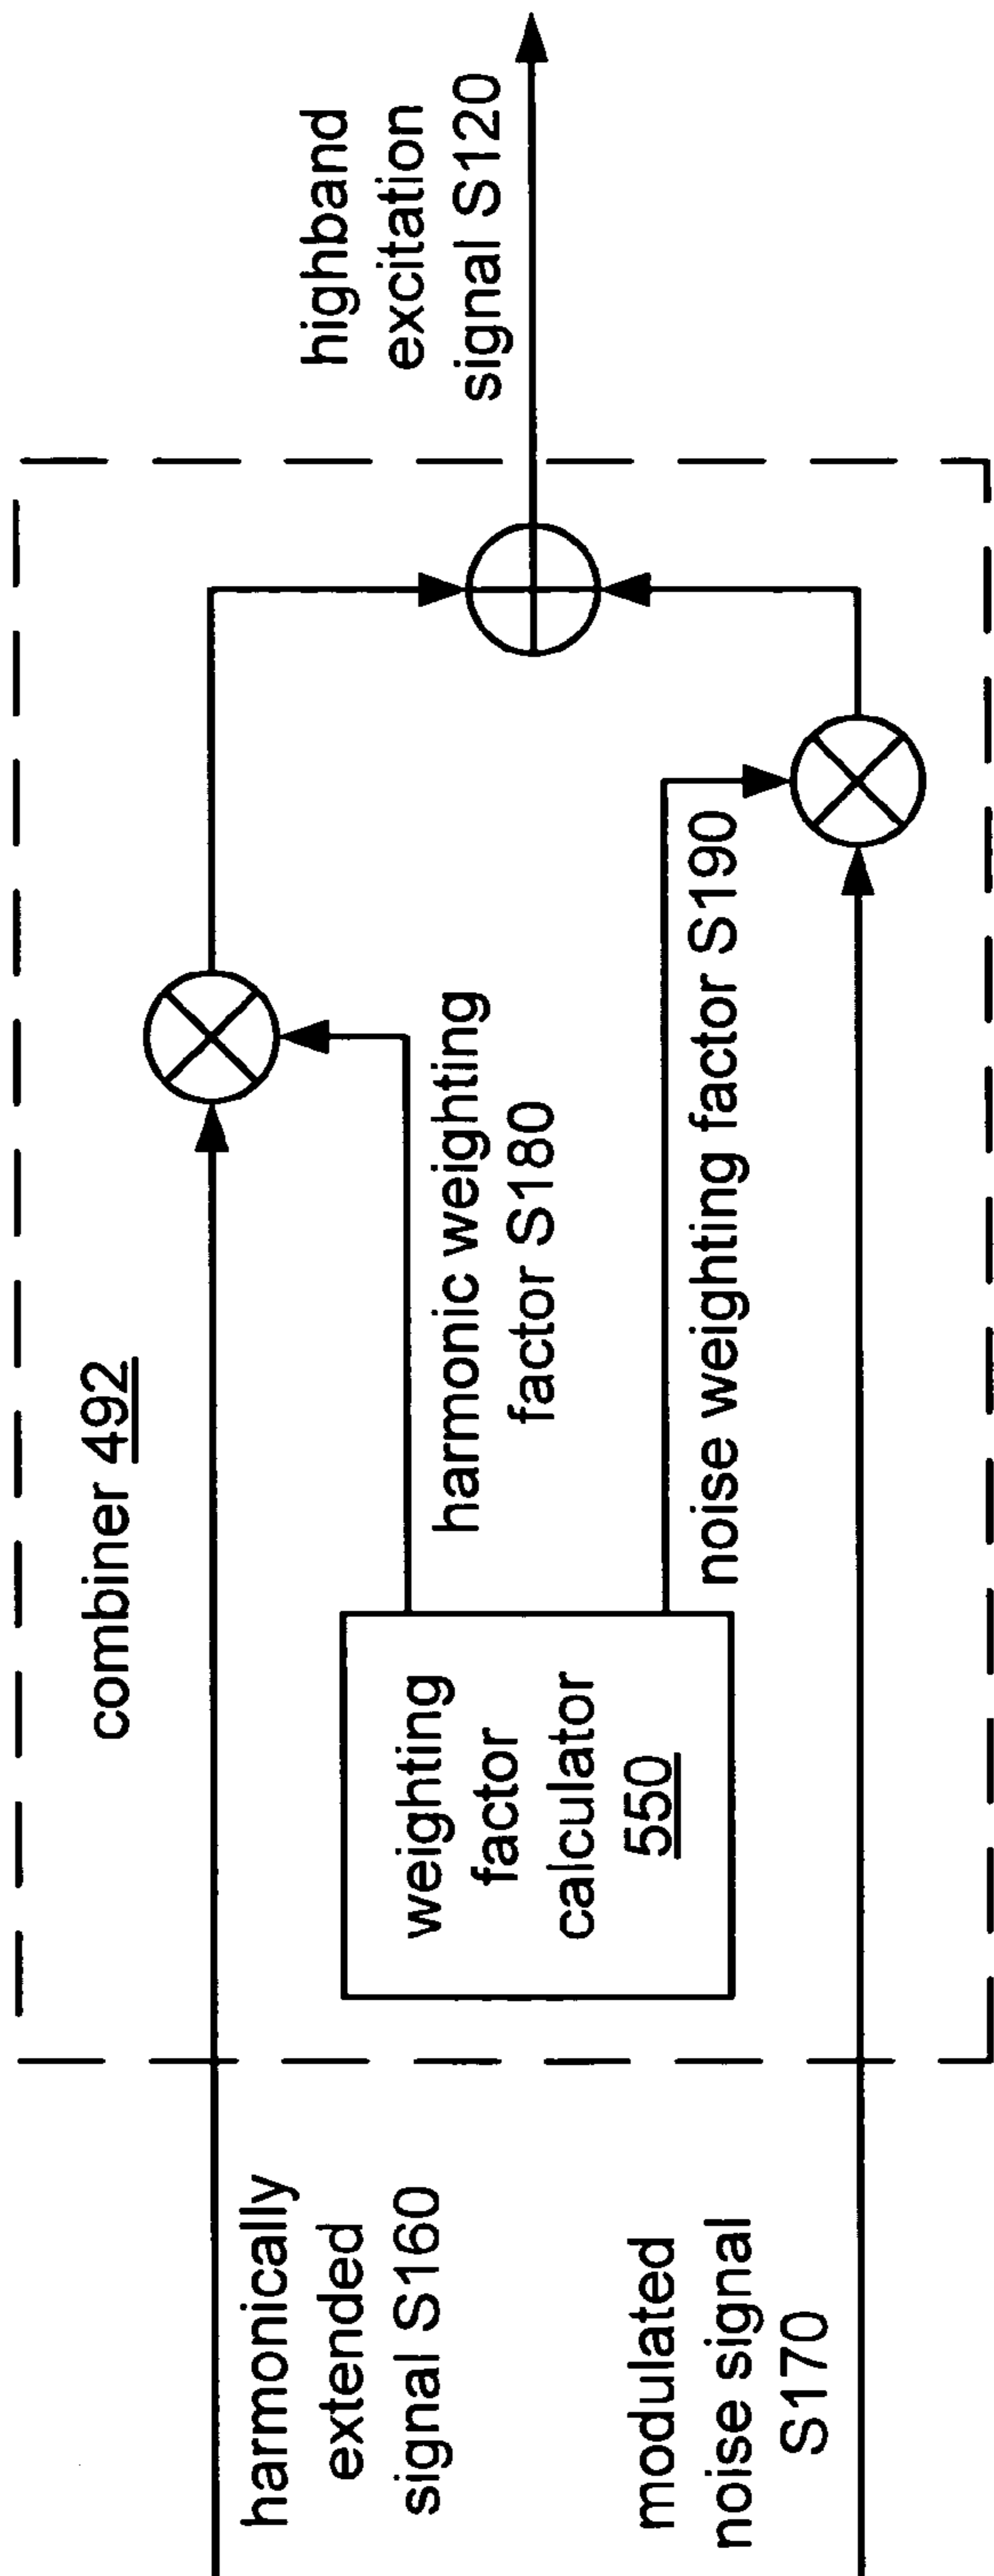 combiner 492
harmonically
extended
signal S160
modulated
noise signal
S170
weighting
factor
calculator
550
harmonic weighting
factor S180
noise weighting factor S190
highband
excitation
signal S120